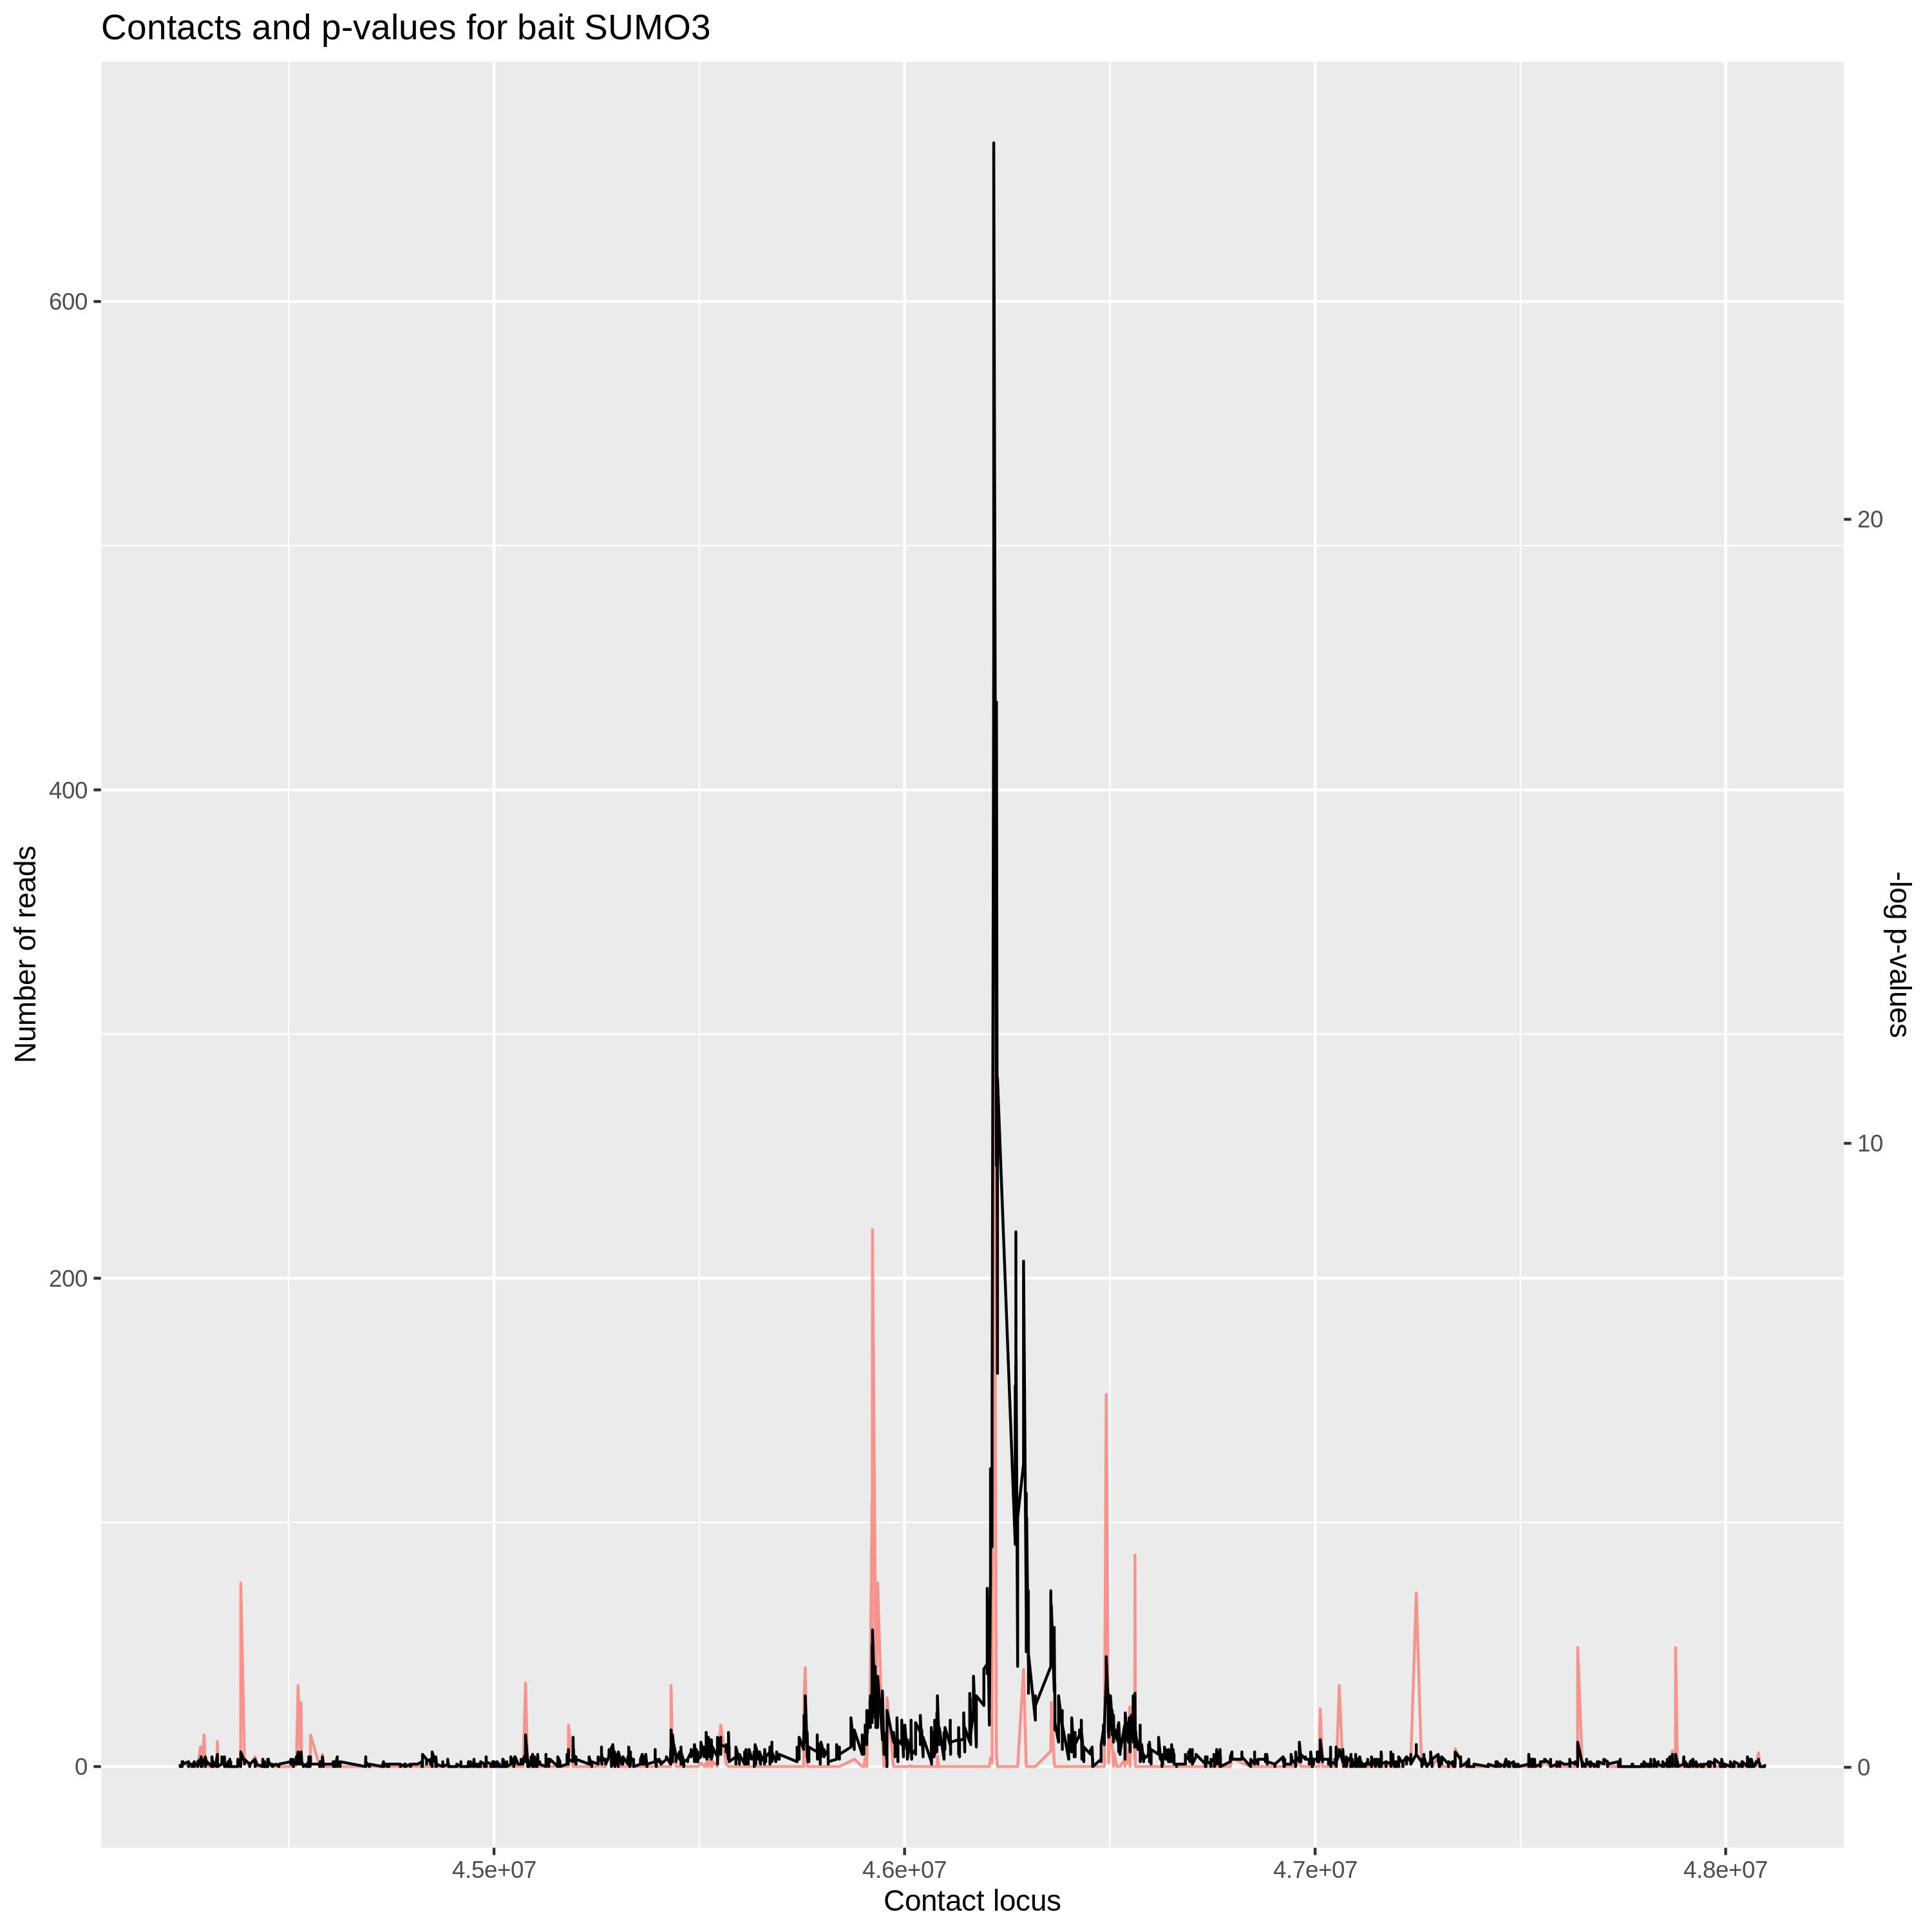 Contacts and p-values for bait SUMO3
600
400
200
0
Number of reads
20
10
0
-log p-values
4.5e+07
4.6e+07
4.7e+07
4.8e+07
Contact locus